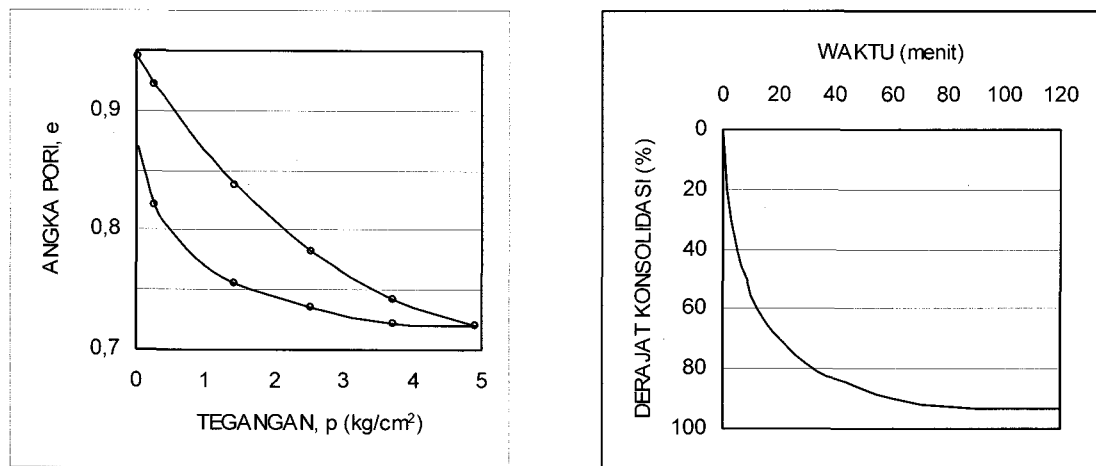 ANGKA PORI, e
0,9
0,8
0,7
0 1 2 3 4 5
TEGANGAN, p (kg/cm²)
WAKTU (menit)
0 20 40 60 80 100 120
DERAJAT KONSOLIDASI (%)
0
20
40
60
80
100